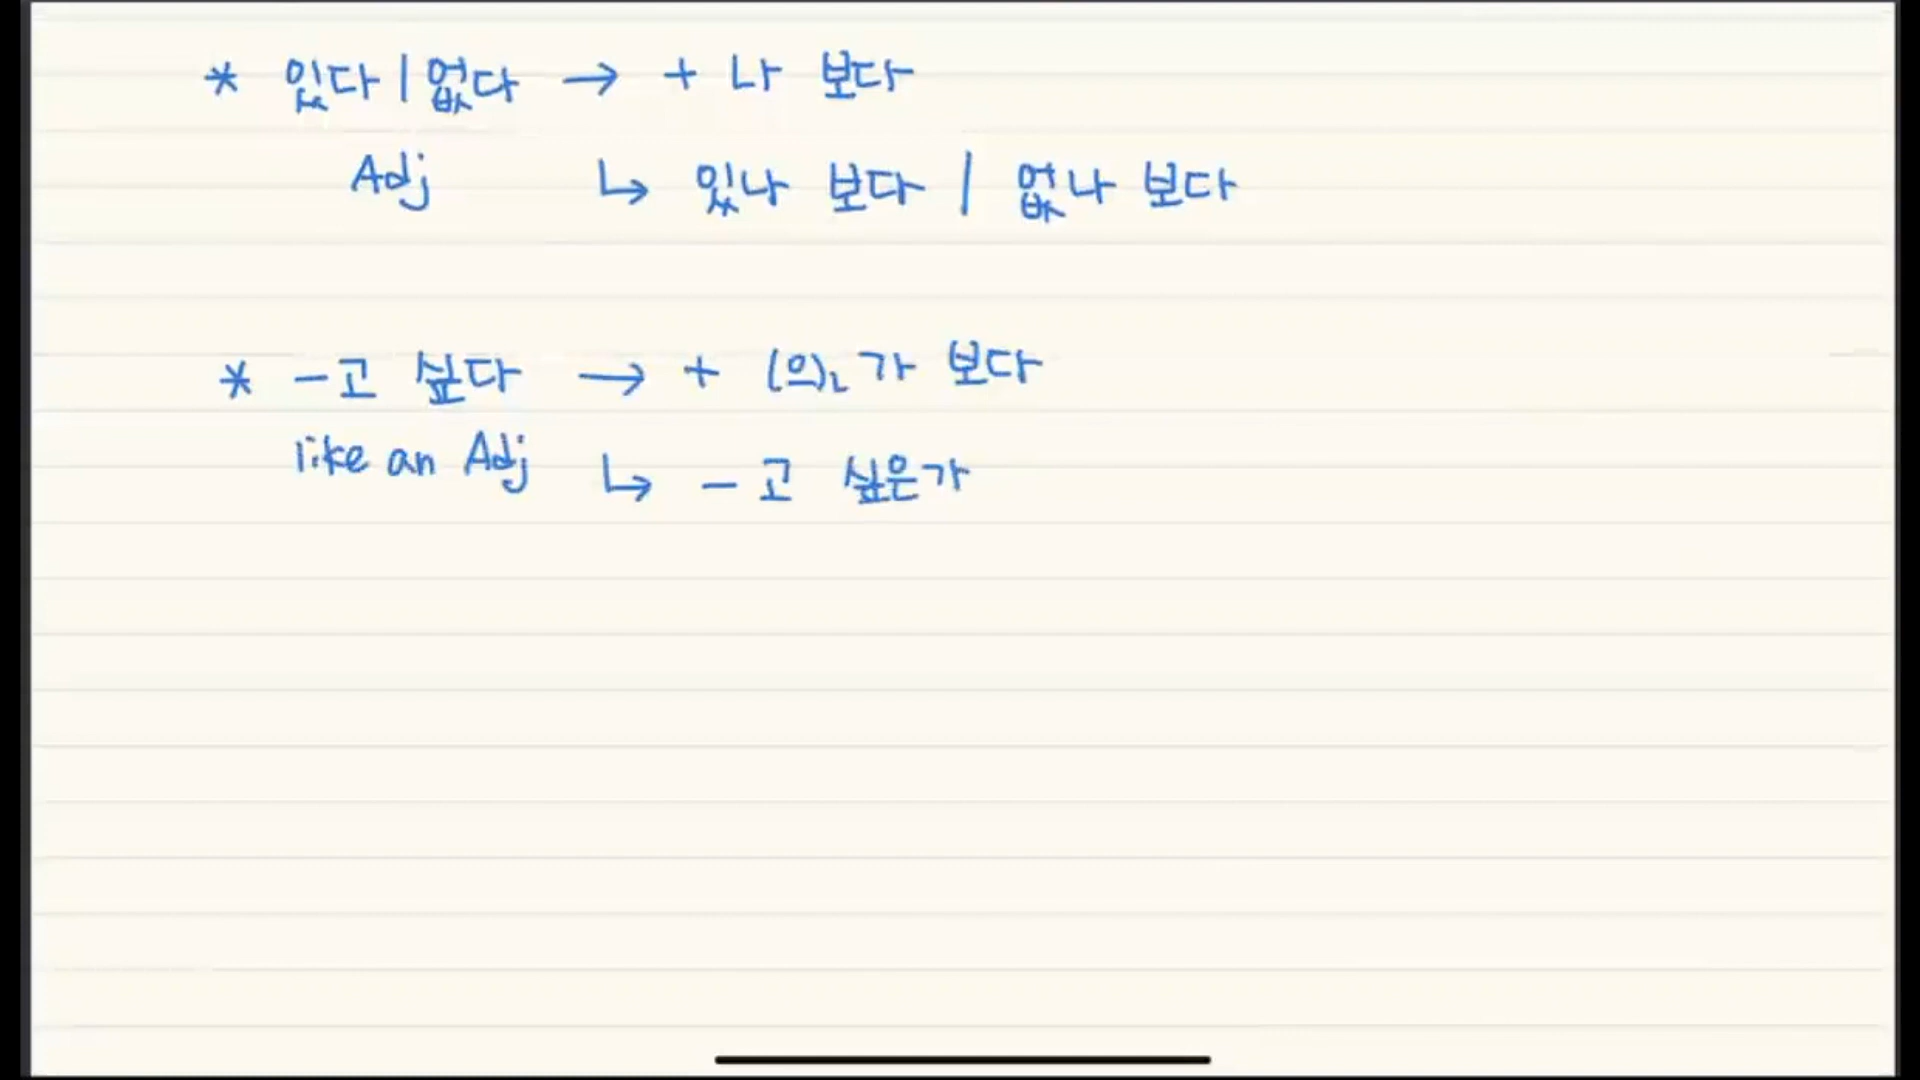 * 있다 / 없다 → + 나 보다
Adj ↳ 있나 보다 / 없나 보다
* -고 싶다 → + (으)ㄴ가 보다
like an Adj ↳ -고 싶은가